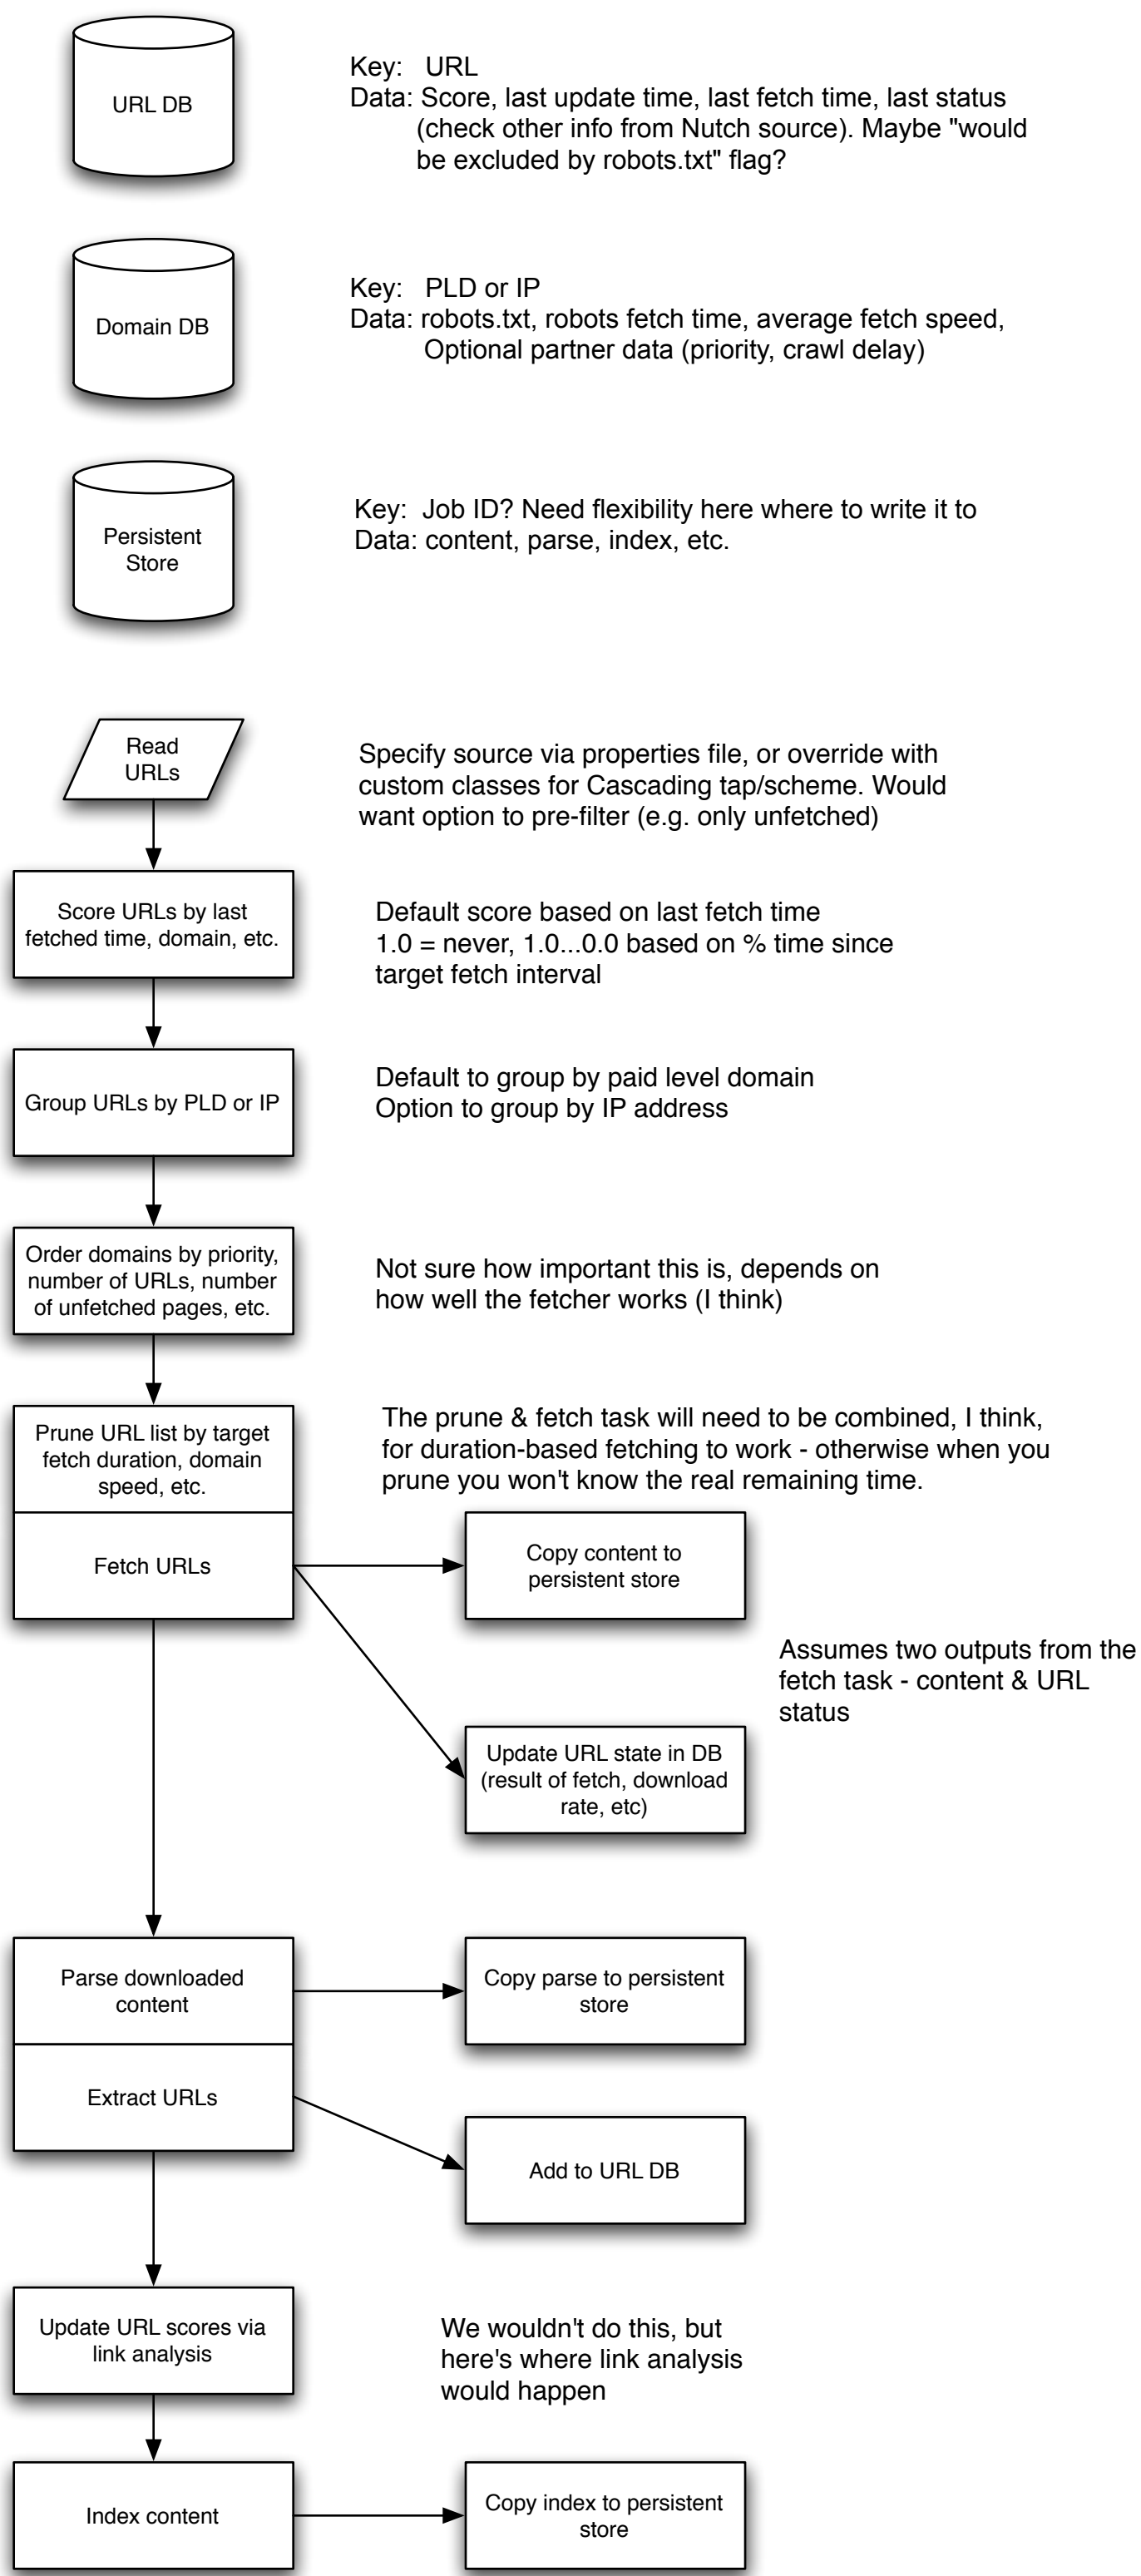 URL DB
Key: URL
Data: Score, last update time, last fetch time, last status
(check other info from Nutch source). Maybe "would
be excluded by robots.txt" flag?
Domain DB
Key: PLD or IP
Data: robots.txt, robots fetch time, average fetch speed,
Optional partner data (priority, crawl delay)
Persistent
Store
Key: Job ID? Need flexibility here where to write it to
Data: content, parse, index, etc.
Read
URLs
Specify source via properties file, or override with
custom classes for Cascading tap/scheme. Would
want option to pre-filter (e.g. only unfetched)
Score URLs by last
fetched time, domain, etc.
Default score based on last fetch time
1.0 = never, 1.0...0.0 based on % time since
target fetch interval
Group URLs by PLD or IP
Default to group by paid level domain
Option to group by IP address
Order domains by priority,
number of URLs, number
of unfetched pages, etc.
Not sure how important this is, depends on
how well the fetcher works (I think)
Prune URL list by target
fetch duration, domain
speed, etc.
The prune & fetch task will need to be combined, I think,
for duration-based fetching to work - otherwise when you
prune you won't know the real remaining time.
Fetch URLs
Copy content to
persistent store
Assumes two outputs from the
fetch task - content & URL
status
Update URL state in DB
(result of fetch, download
rate, etc)
Parse downloaded
content
Copy parse to persistent
store
Extract URLs
Add to URL DB
Update URL scores via
link analysis
We wouldn't do this, but
here's where link analysis
would happen
Index content
Copy index to persistent
store